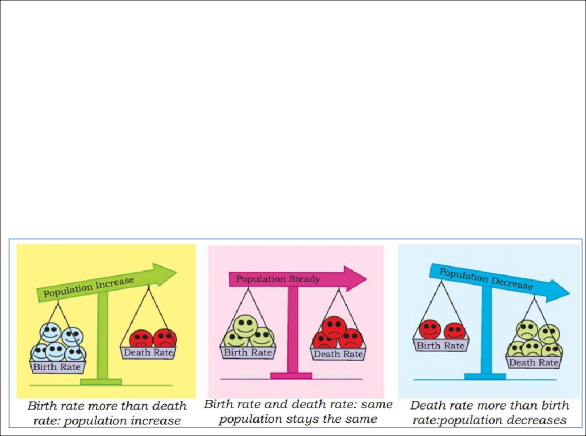 Population Increase
Birth Rate
Death Rate
Birth rate more than death
rate: population increase
Population Steady
Birth Rate
Death Rate
Birth rate and death rate: same
population stays the same
Population Decrease
Birth Rate
Death Rate
Death rate more than birth
rate:population decreases